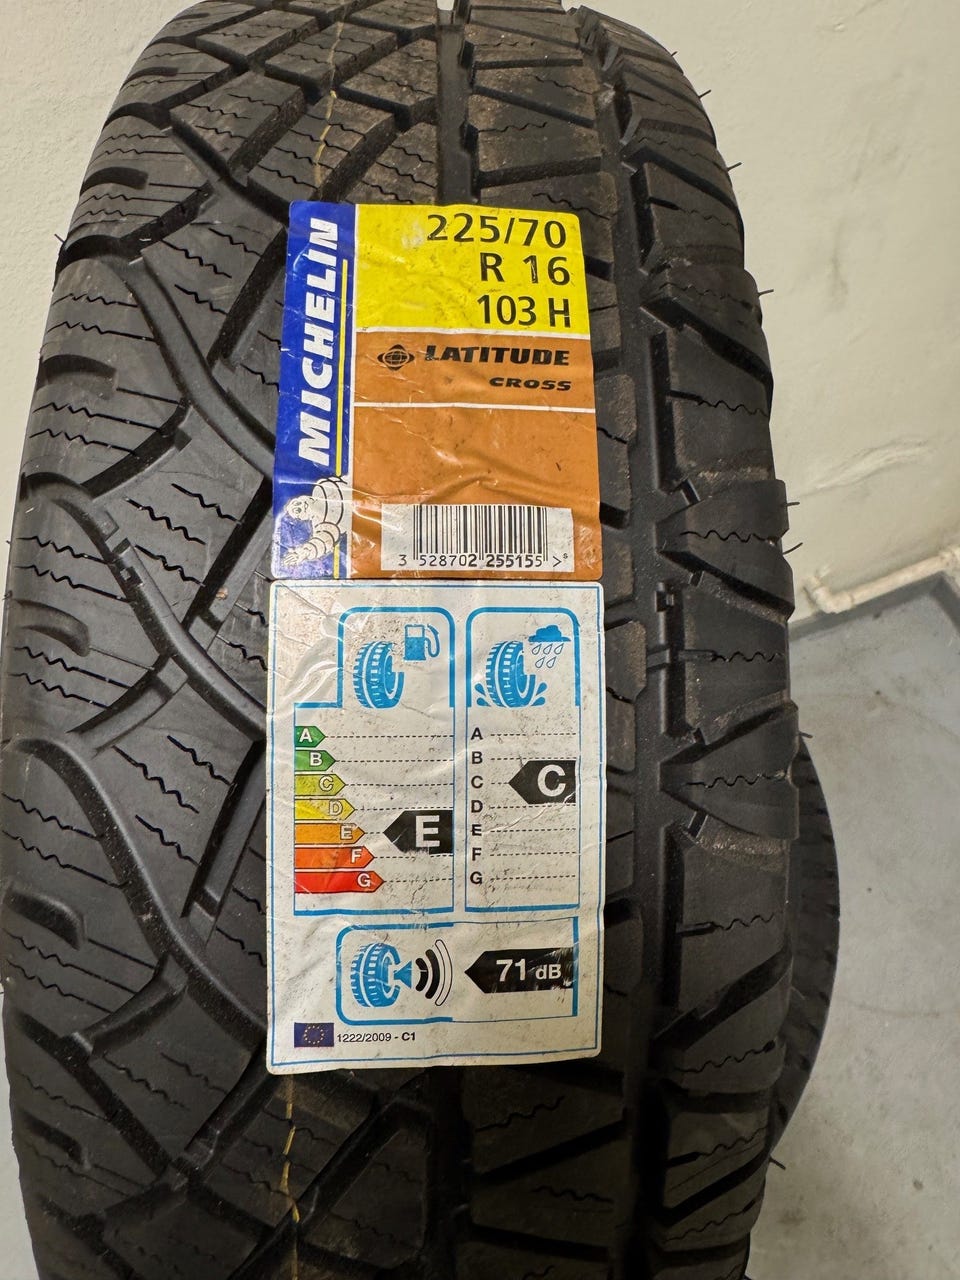 MICHELIN
225/70
R 16
103 H
LATITUDE
CROSS
3 528702 255155 >
A
B
C
D
E
F
G
E
A
B
C
D
E
F
G
C
71 dB
1222/2009 - C1